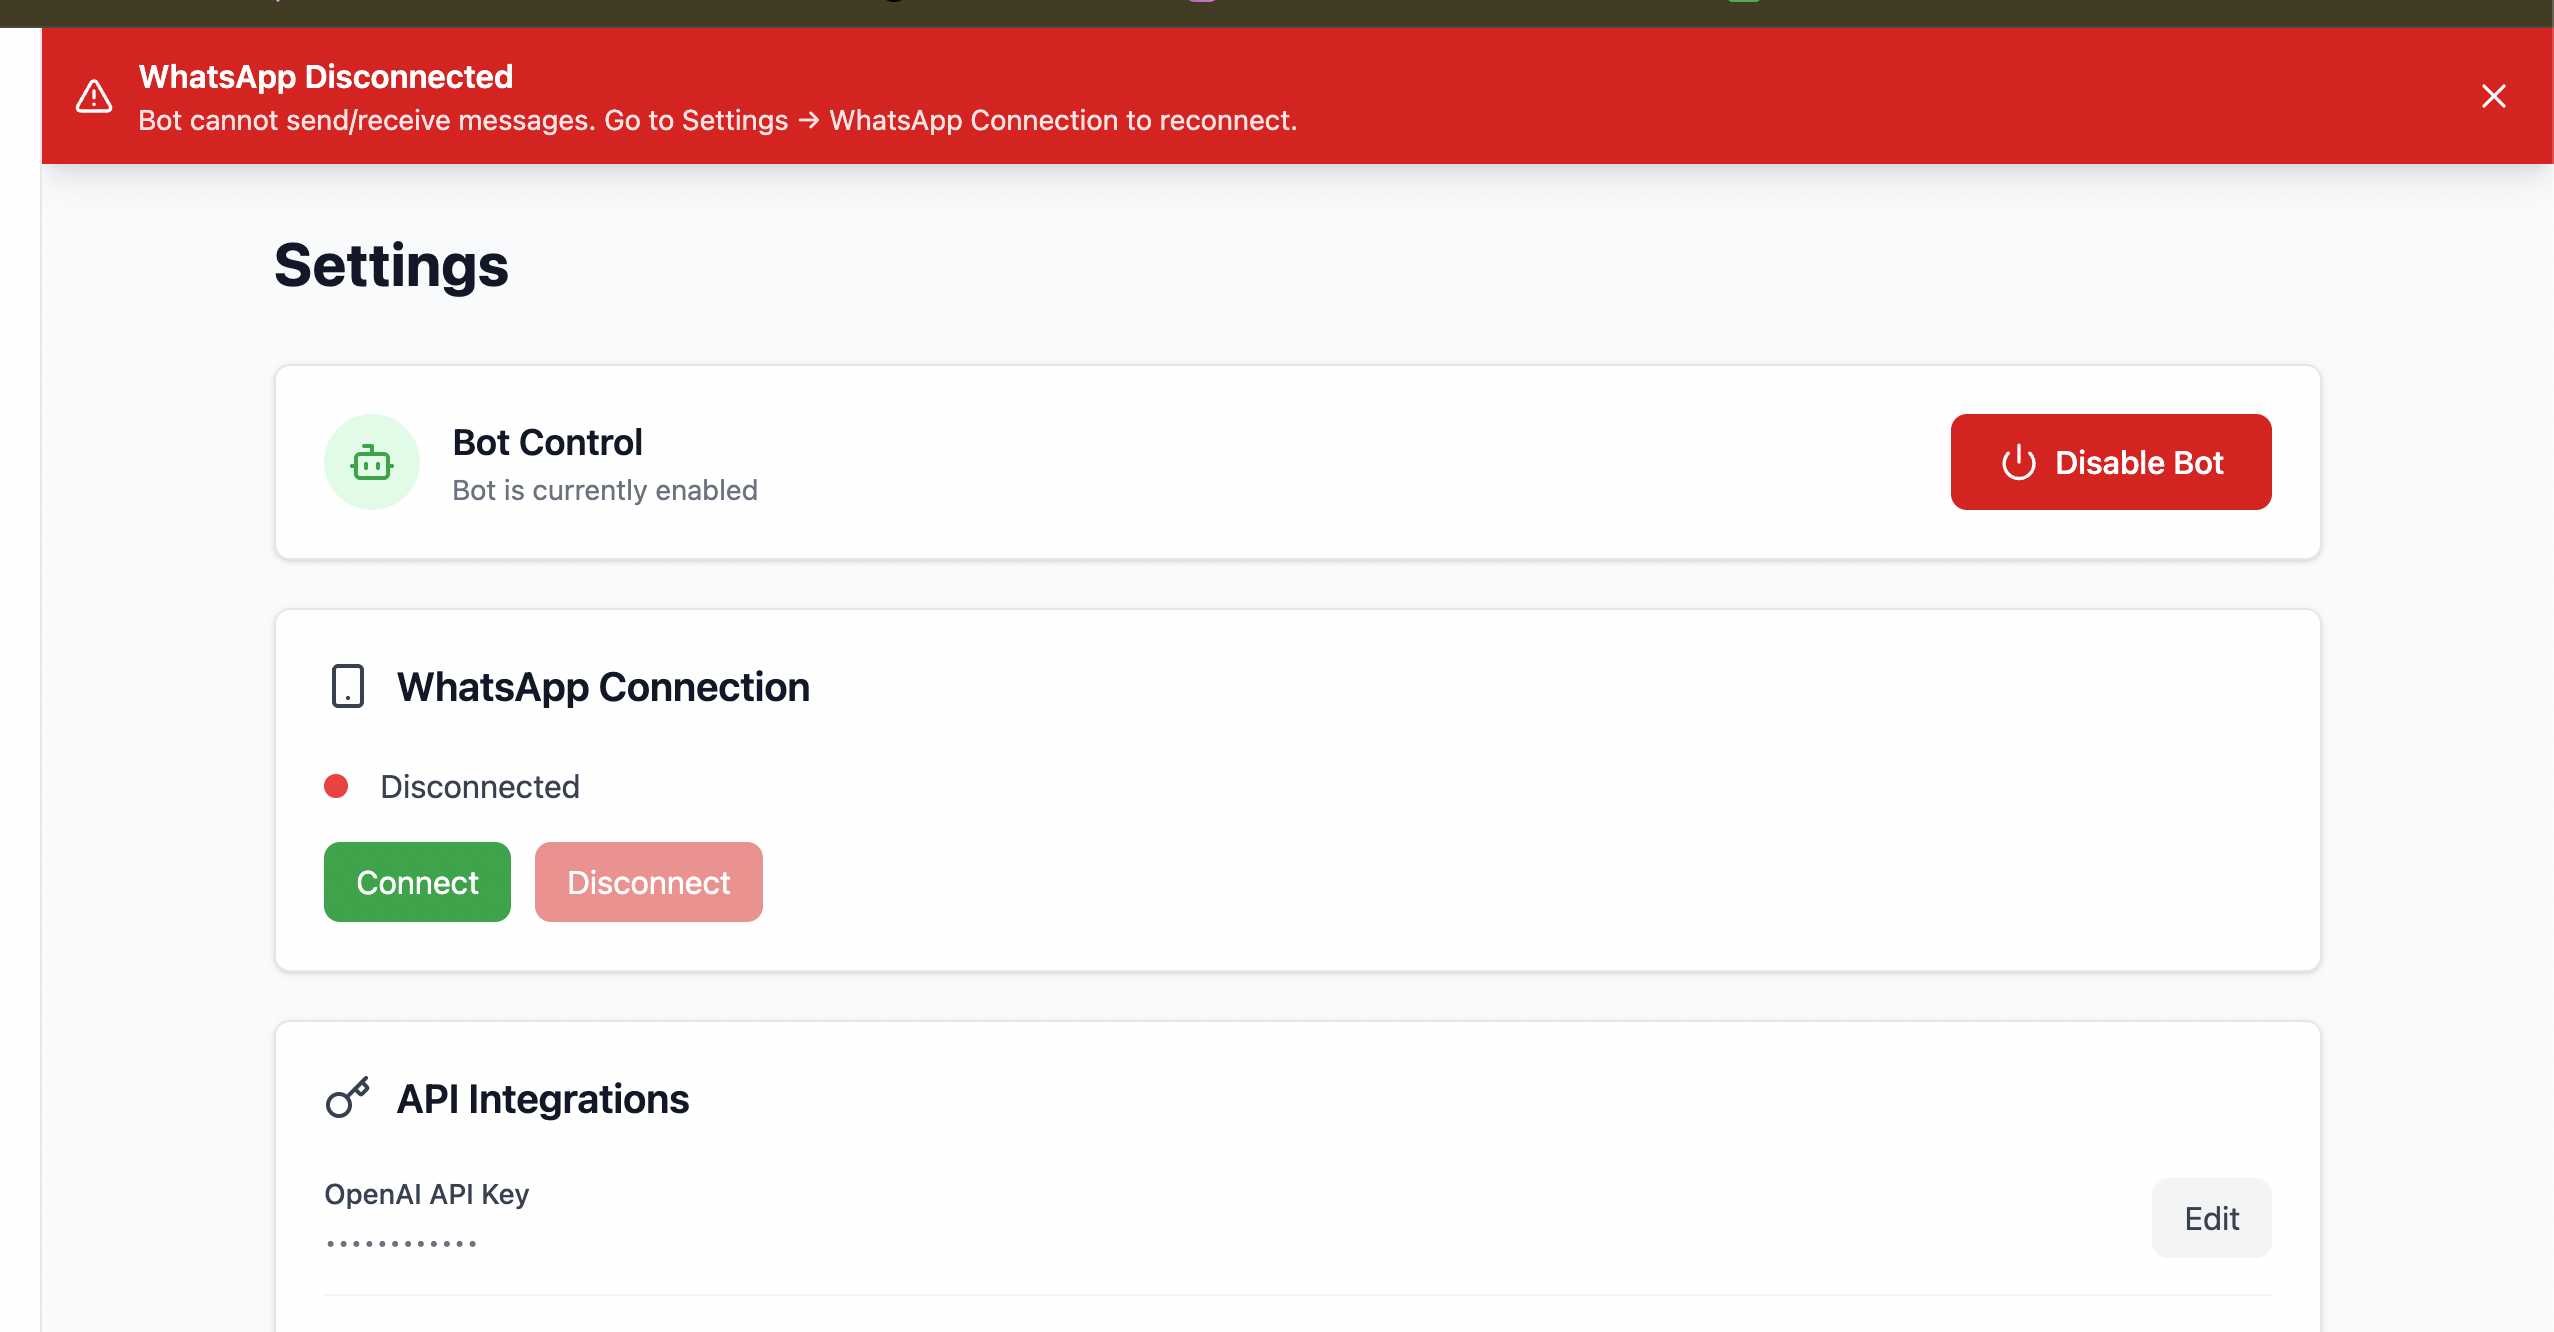 WhatsApp Disconnected
Bot cannot send/receive messages. Go to Settings → WhatsApp Connection to reconnect.
Settings
Bot Control
Bot is currently enabled
Disable Bot
WhatsApp Connection
Disconnected
Connect
Disconnect
API Integrations
OpenAI API Key
••••••••••••
Edit